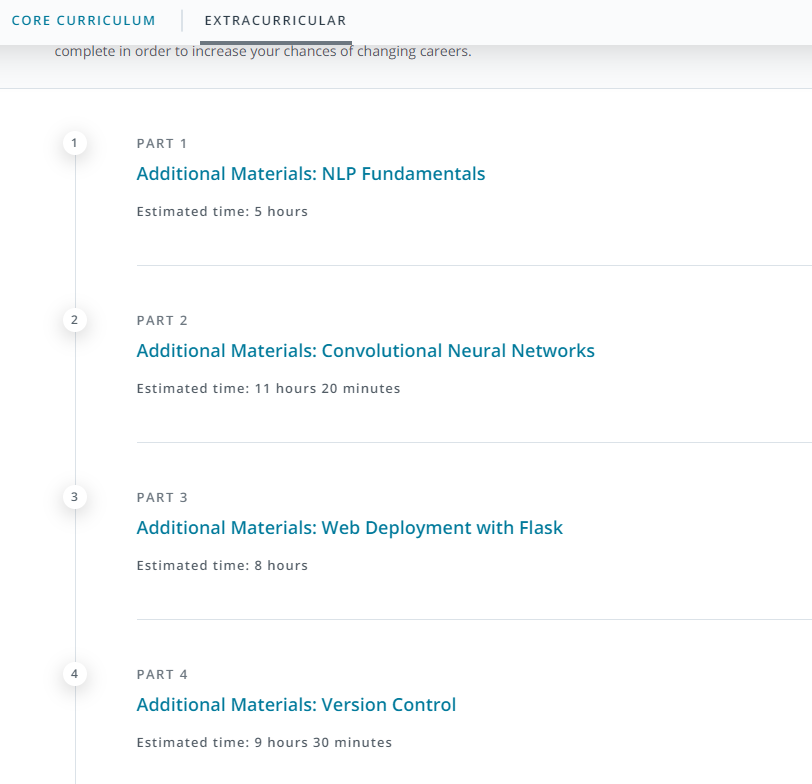 CORE CURRICULUM
EXTRACURRICULAR
complete in order to increase your chances of changing careers.
1
PART 1
Additional Materials: NLP Fundamentals
Estimated time: 5 hours
2
PART 2
Additional Materials: Convolutional Neural Networks
Estimated time: 11 hours 20 minutes
3
PART 3
Additional Materials: Web Deployment with Flask
Estimated time: 8 hours
4
PART 4
Additional Materials: Version Control
Estimated time: 9 hours 30 minutes